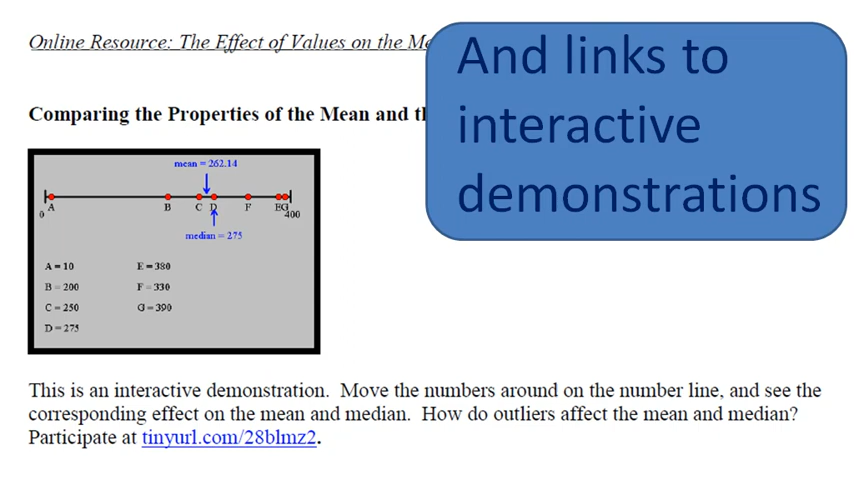 Online Resource: The Effect of Values on the Me
And links to
interactive
demonstrations
Comparing the Properties of the Mean and th
mean = 262.14
A B C D F EG
0 400
median = 275
A = 10 E = 380
B = 200 F = 330
C = 250 G = 390
D = 275
This is an interactive demonstration. Move the numbers around on the number line, and see the
corresponding effect on the mean and median. How do outliers affect the mean and median?
Participate at tinyurl.com/28blmz2.